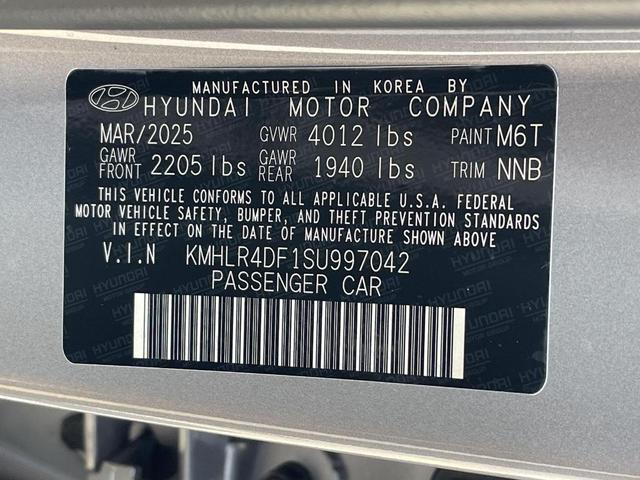 MANUFACTURED IN KOREA BY
HYUNDAI MOTOR COMPANY
MAR/2025 GVWR 4012 lbs PAINT M6T
GAWR FRONT 2205 lbs GAWR REAR 1940 lbs TRIM NNB
THIS VEHICLE CONFORMS TO ALL APPLICABLE U.S.A. FEDERAL
MOTOR VEHICLE SAFETY, BUMPER, AND THEFT PREVENTION STANDARDS
IN EFFECT ON THE DATE OF MANUFACTURE SHOWN ABOVE
V.I.N KMHLR4DF1SU997042
PASSENGER CAR